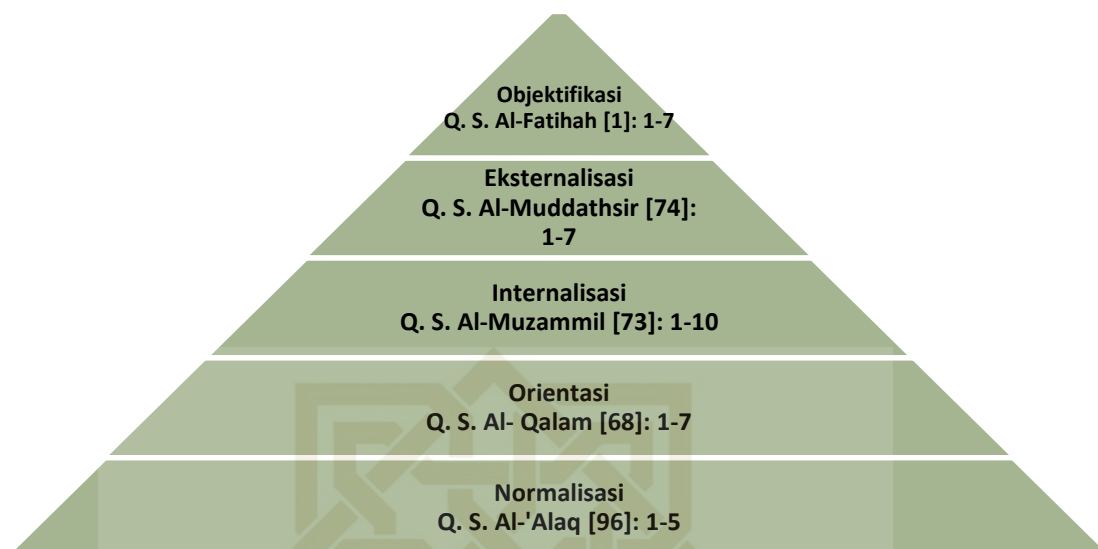 Objektifikasi
Q. S. Al-Fatihah [1]: 1-7
Eksternalisasi
Q. S. Al-Muddathsir [74]:
1-7
Internalisasi
Q. S. Al-Muzammil [73]: 1-10
Orientasi
Q. S. Al- Qalam [68]: 1-7
Normalisasi
Q. S. Al-'Alaq [96]: 1-5